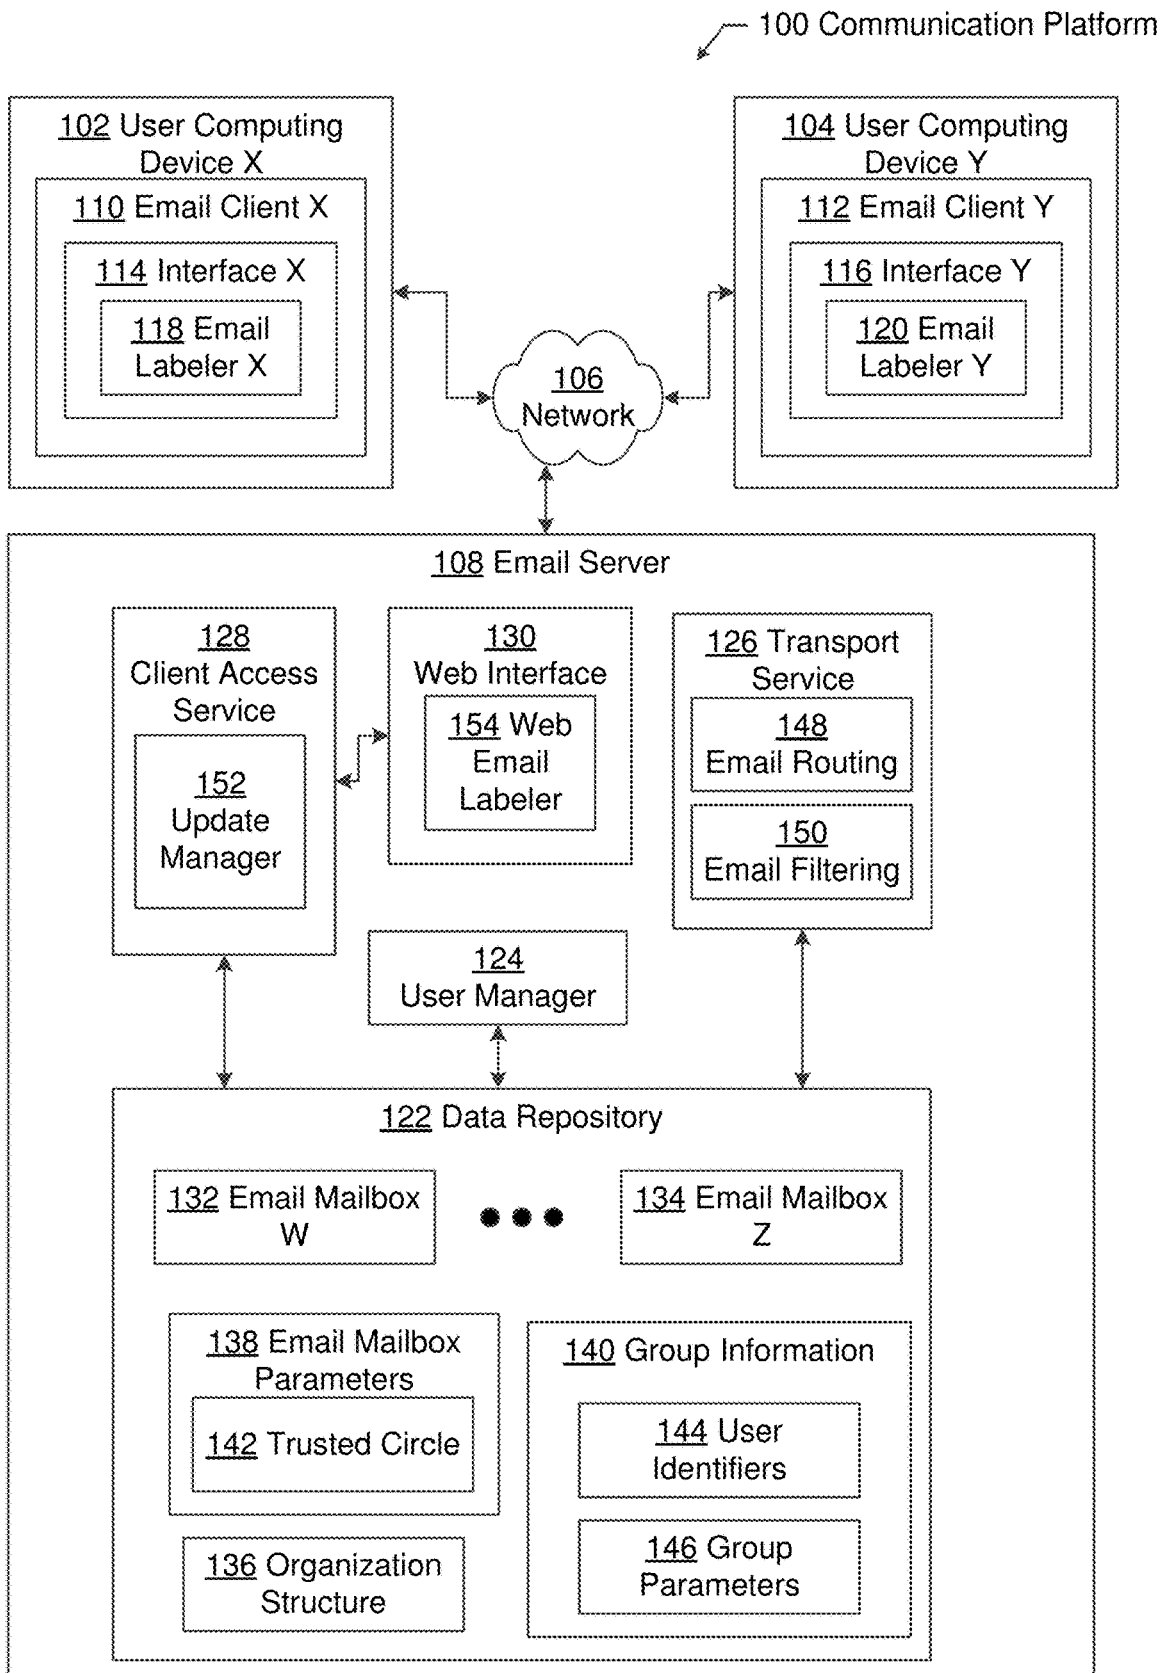 100 Communication Platform
102 User Computing
Device X
110 Email Client X
114 Interface X
118 Email
Labeler X
104 User Computing
Device Y
112 Email Client Y
116 Interface Y
120 Email
Labeler Y
106
Network
108 Email Server
128
Client Access
Service
152
Update
Manager
130
Web Interface
154 Web
Email
Labeler
126 Transport
Service
148
Email Routing
150
Email Filtering
124
User Manager
122 Data Repository
132 Email Mailbox
W
134 Email Mailbox
Z
138 Email Mailbox
Parameters
142 Trusted Circle
136 Organization
Structure
140 Group Information
144 User
Identifiers
146 Group
Parameters